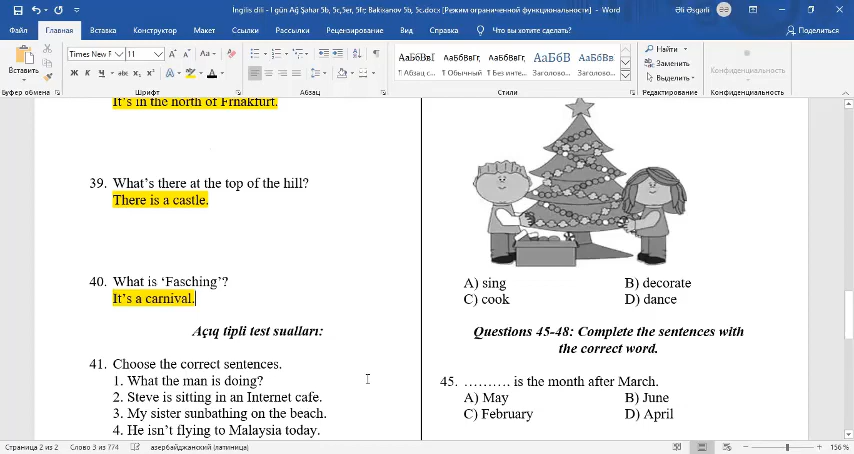 İngilis dili - I gün Ağ Şəhər 5b, 5c,5er, 5fr; Bakıxanov 5b, 5c.docx [Режим ограниченной функциональности] - Word
Əli Əsgərli
Файл Главная Вставка Конструктор Макет Ссылки Рассылки Рецензирование Вид Справка Что вы хотите сделать? Поделиться
Вставить
Times New R 11
Найти
Заменить
Выделить
Конфиденциальность
АаБбВвІ АаБбВвГг, АаБбВвГг, АаБбВ АаБбВв.
¶ Абзац с... ¶ Обычный ¶ Без инте... Заголово... Заголово...
Буфер обмена Шрифт Абзац Стили Редактирование Конфиденциальность
It's in the north of Frnakfurt.
39. What's there at the top of the hill?
There is a castle.
40. What is 'Fasching'?
It's a carnival.
Açıq tipli test sualları:
41. Choose the correct sentences.
1. What the man is doing?
2. Steve is sitting in an Internet cafe.
3. My sister sunbathing on the beach.
4. He isn't flying to Malaysia today.
A) sing B) decorate
C) cook D) dance
Questions 45-48: Complete the sentences with
the correct word.
45. ………. is the month after March.
A) May B) June
C) February D) April
Страница 2 из 2 Слово 3 из 774 азербайджанский (латиница) 156 %